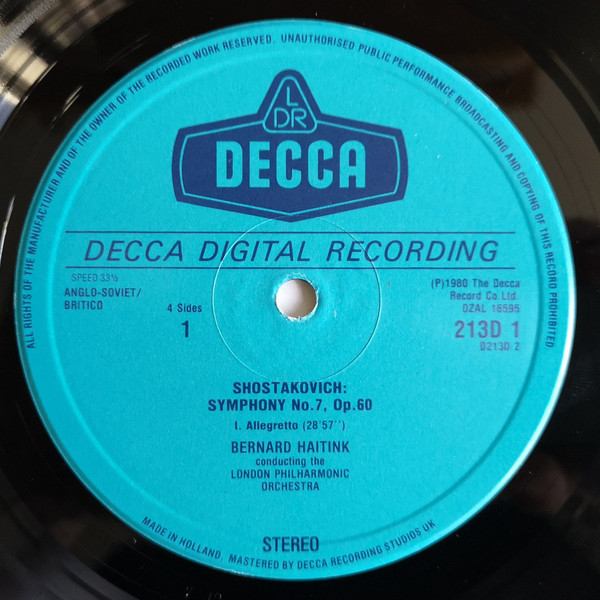 ALL RIGHTS OF THE MANUFACTURER AND OF THE OWNER OF THE RECORDED WORK RESERVED. UNAUTHORISED PUBLIC PERFORMANCE BROADCASTING AND COPYING OF THIS RECORD PROHIBITED.
L
DR
DECCA
DECCA DIGITAL RECORDING
SPEED 33⅓
ANGLO-SOVIET/
BRITICO
4 Sides
1
(P)1980 The Decca
Record Co.Ltd.
DZAL 16595
213D 1
D213D 2
SHOSTAKOVICH:
SYMPHONY No.7, Op.60
I. Allegretto (28'57'')
BERNARD HAITINK
conducting the
LONDON PHILHARMONIC
ORCHESTRA
STEREO
MADE IN HOLLAND. MASTERED BY DECCA RECORDING STUDIOS UK